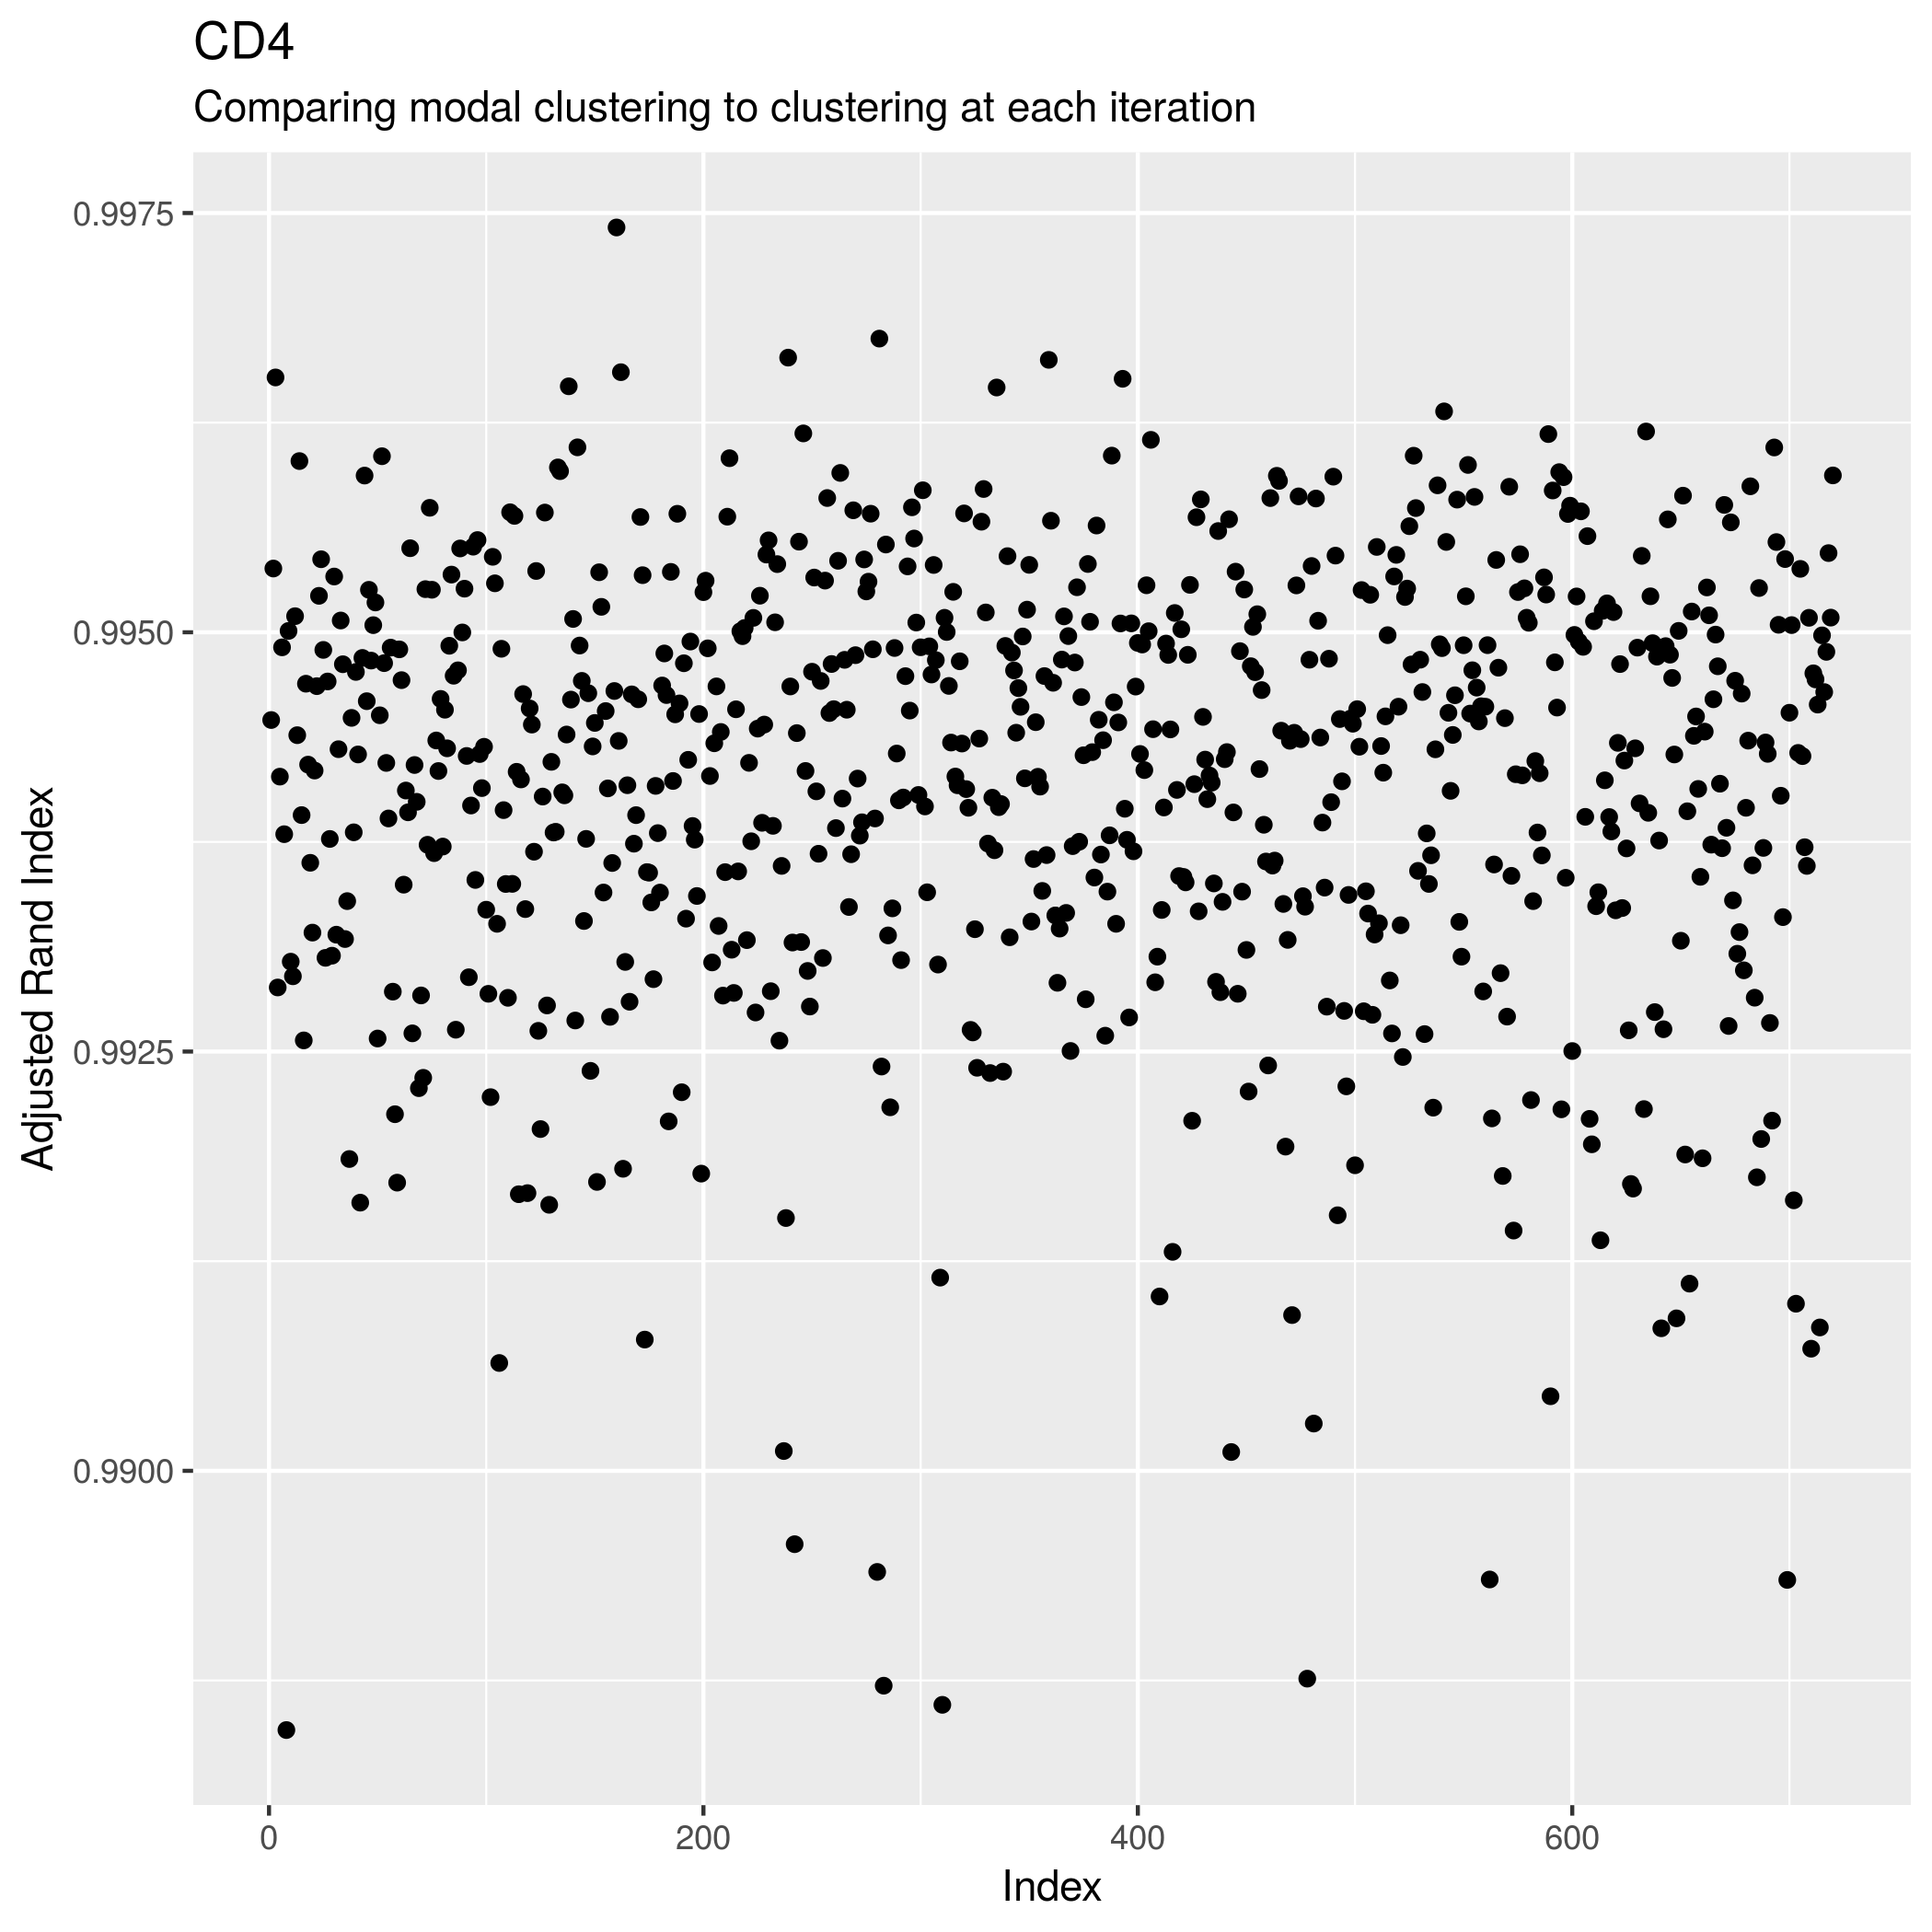 CD4
Comparing modal clustering to clustering at each iteration
Adjusted Rand Index
0.9975
0.9950
0.9925
0.9900
0
200
400
600
Index